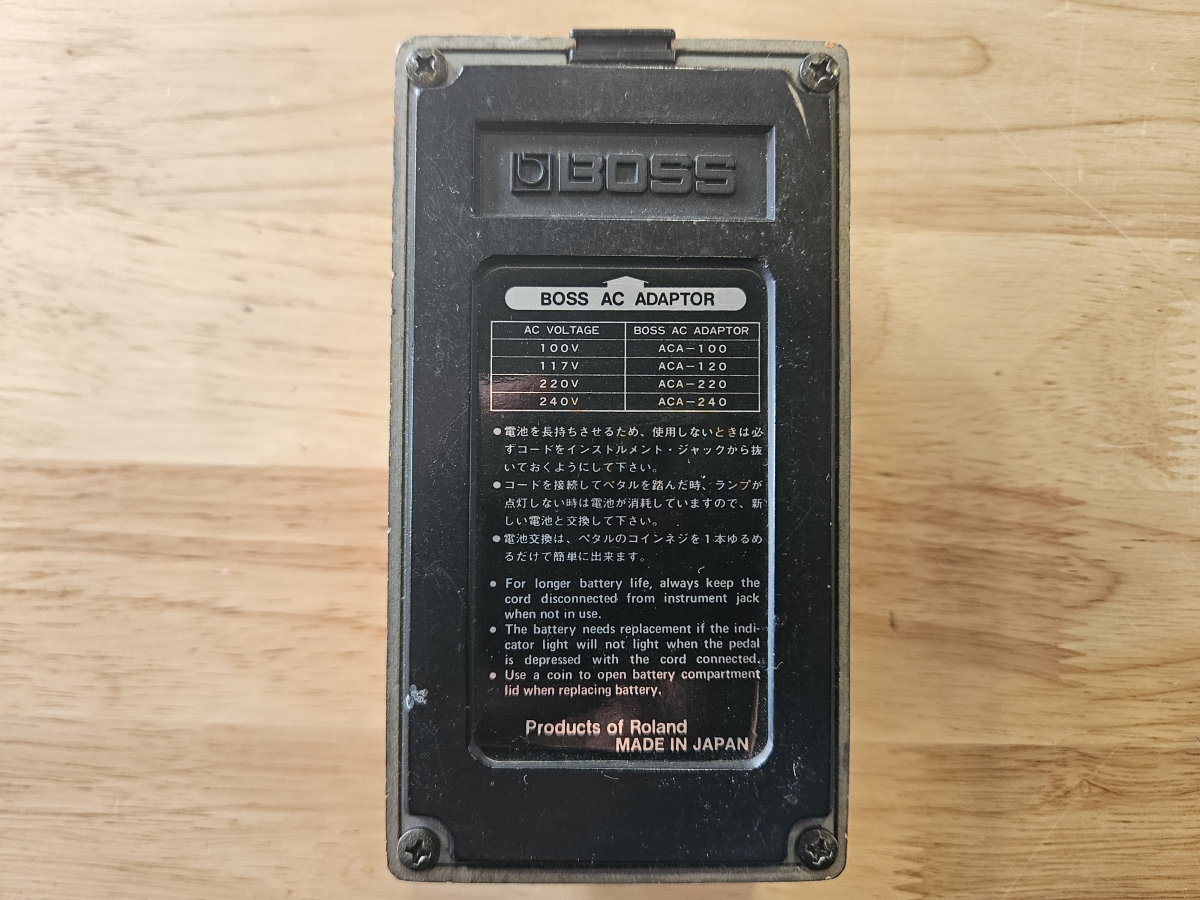 BOSS
BOSS AC ADAPTOR
AC VOLTAGE BOSS AC ADAPTOR
100V ACA-100
117V ACA-120
220V ACA-220
240V ACA-240
●電池を長持ちさせるため、使用しないときは必
ずコードをインストルメント・ジャックから抜
いておくようにして下さい。
●コードを接続してペタルを踏んだ時、ランプが
点灯しない時は電池が消耗していますので、新
しい電池と交換して下さい。
●電池交換は、ペタルのコインネジを1本ゆるめ
るだけで簡単に出来ます。
● For longer battery life, always keep the
cord disconnected from instrument jack
when not in use.
● The battery needs replacement if the indi-
cator light will not light when the pedal
is depressed with the cord connected.
● Use a coin to open battery compartment
lid when replacing battery.
Products of Roland
MADE IN JAPAN